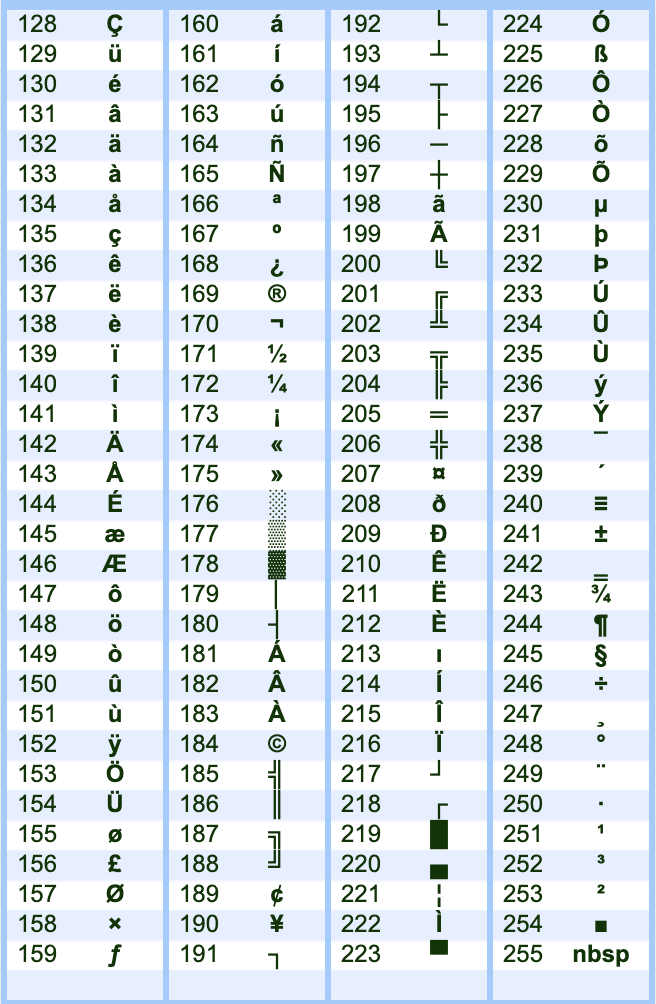 128 Ç 160 á 192 └ 224 Ó
129 ü 161 í 193 ┴ 225 ß
130 é 162 ó 194 ┬ 226 Ô
131 â 163 ú 195 ├ 227 Ò
132 ä 164 ñ 196 ─ 228 õ
133 à 165 Ñ 197 ┼ 229 Õ
134 å 166 ª 198 ã 230 µ
135 ç 167 º 199 Ã 231 þ
136 ê 168 ¿ 200 ╚ 232 Þ
137 ë 169 ® 201 ╔ 233 Ú
138 è 170 ¬ 202 ╩ 234 Û
139 ï 171 ½ 203 ╦ 235 Ù
140 î 172 ¼ 204 ╠ 236 ý
141 ì 173 ¡ 205 ═ 237 Ý
142 Ä 174 « 206 ╬ 238 ¯
143 Å 175 » 207 ¤ 239 ´
144 É 176 ░ 208 ð 240 ≡
145 æ 177 ▒ 209 Ð 241 ±
146 Æ 178 ▓ 210 Ê 242 ‗
147 ô 179 │ 211 Ë 243 ¾
148 ö 180 ┤ 212 È 244 ¶
149 ò 181 Á 213 ı 245 §
150 û 182 Â 214 Í 246 ÷
151 ù 183 À 215 Î 247 ¸
152 ÿ 184 © 216 Ï 248 °
153 Ö 185 ╣ 217 ┘ 249 ¨
154 Ü 186 ║ 218 ┌ 250 ·
155 ø 187 ╗ 219 █ 251 ¹
156 £ 188 ╝ 220 ▄ 252 ³
157 Ø 189 ¢ 221 ¦ 253 ²
158 × 190 ¥ 222 Ì 254 ■
159 ƒ 191 ┐ 223 ▀ 255 nbsp